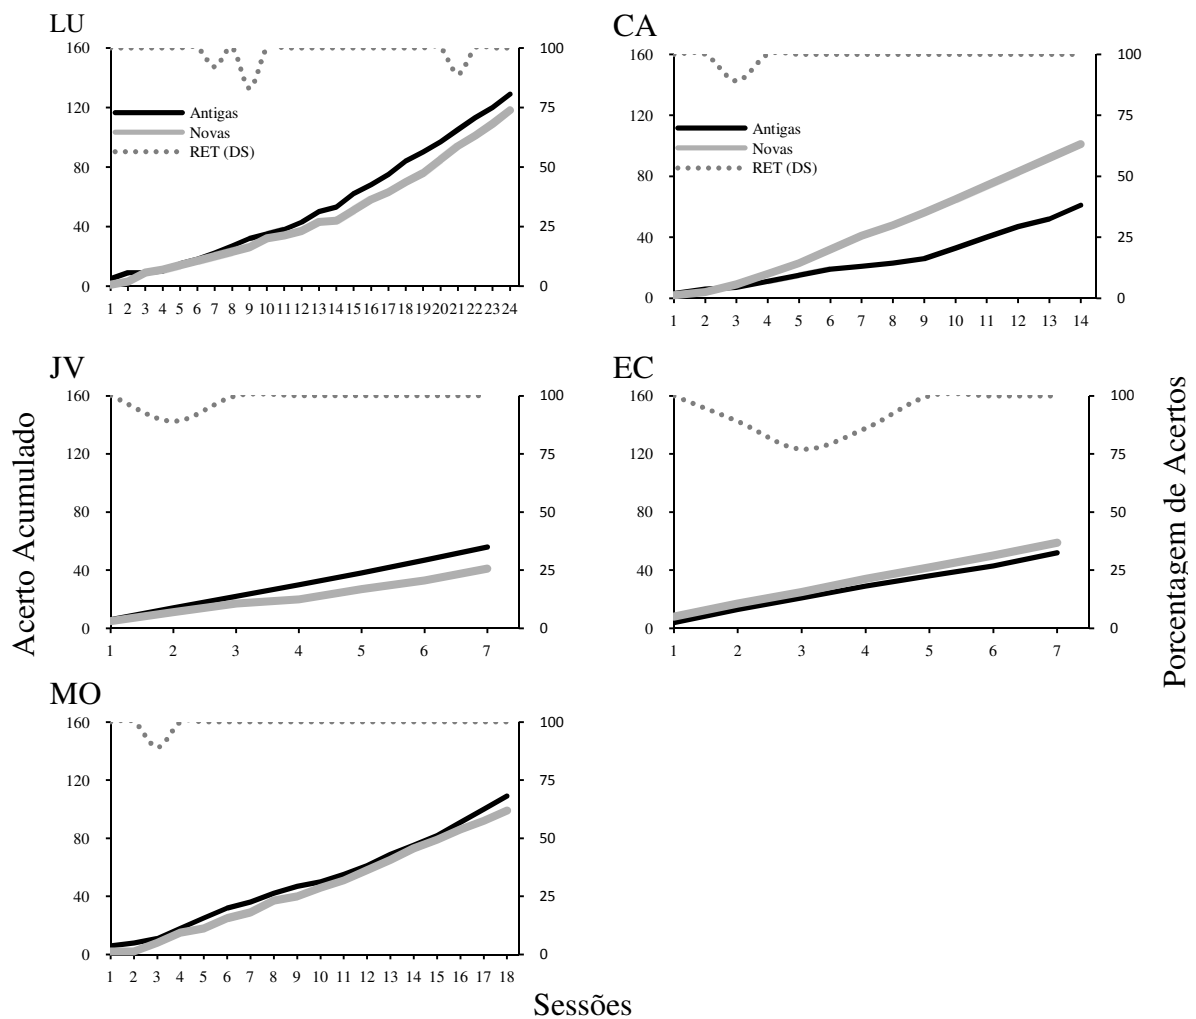 LU
160
120
80
40
0
100
75
50
25
0
Antigas
Novas
RET (DS)
1 2 3 4 5 6 7 8 9 10 11 12 13 14 15 16 17 18 19 20 21 22 23 24
CA
160
120
80
40
0
100
75
50
25
0
Antigas
Novas
RET (DS)
1 2 3 4 5 6 7 8 9 10 11 12 13 14
JV
160
120
80
40
0
100
75
50
25
0
1 2 3 4 5 6 7
EC
160
120
80
40
0
100
75
50
25
0
1 2 3 4 5 6 7
MO
160
120
80
40
0
100
75
50
25
0
1 2 3 4 5 6 7 8 9 10 11 12 13 14 15 16 17 18
Acerto Acumulado
Porcentagem de Acertos
Sessões